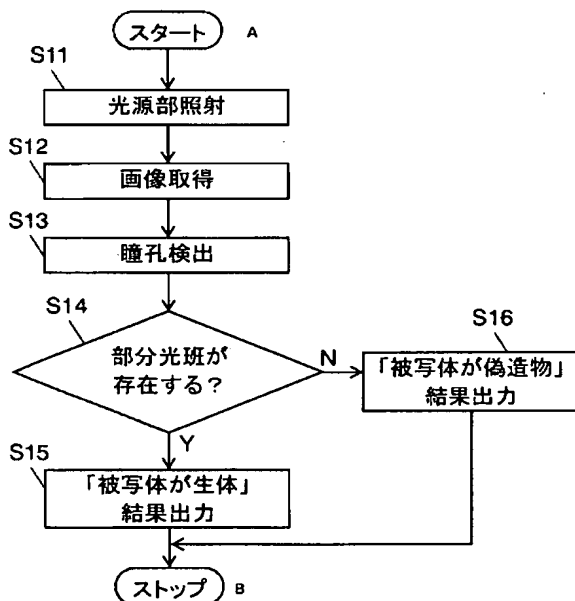 スタート A
S11
光源部照射
S12
画像取得
S13
瞳孔検出
S14
部分光班が
存在する?
N
Y
S16
「被写体が偽造物」
結果出力
S15
「被写体が生体」
結果出力
ストップ B